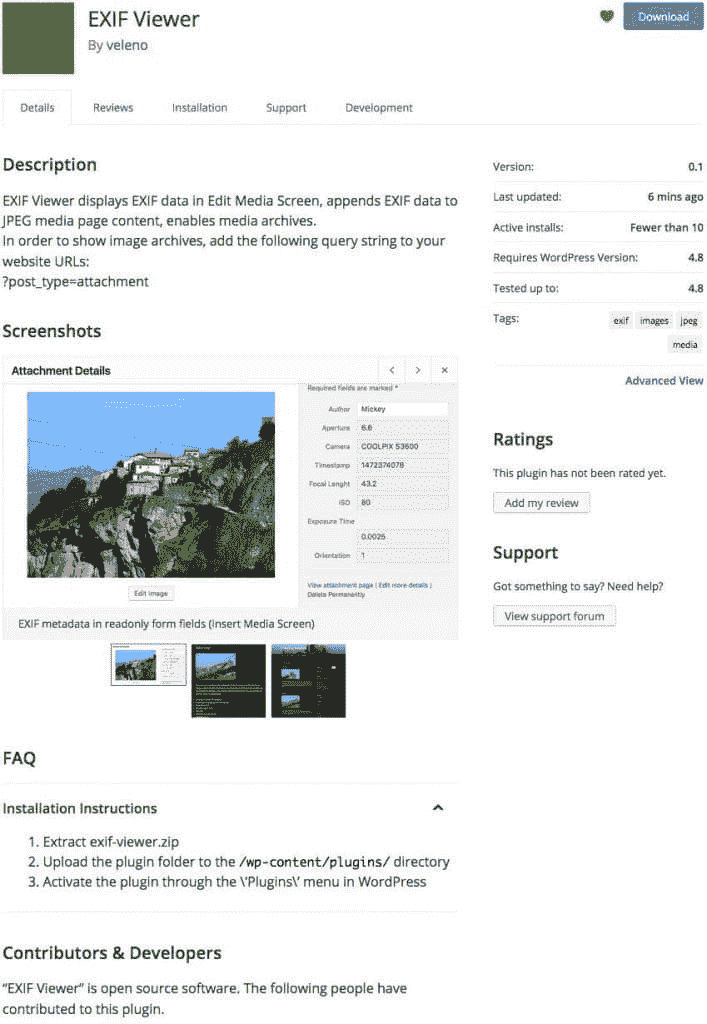 EXIF Viewer
By veleno
Download
Details
Reviews
Installation
Support
Development
Description
EXIF Viewer displays EXIF data in Edit Media Screen, appends EXIF data to
JPEG media page content, enables media archives.
In order to show image archives, add the following query string to your
website URLs:
?post_type=attachment
Screenshots
Attachment Details
Required fields are marked *
Author Mickey
Aperture 6.6
Camera COOLPIX S3600
Timestamp 1472374078
Focal Lenght 43.2
ISO 80
Exposure Time
0.0025
Orientation 1
View attachment page | Edit more details |
Delete Permanently
Edit Image
EXIF metadata in readonly form fields (Insert Media Screen)
FAQ
Installation Instructions
1. Extract exif-viewer.zip
2. Upload the plugin folder to the /wp-content/plugins/ directory
3. Activate the plugin through the \'Plugins\' menu in WordPress
Contributors & Developers
“EXIF Viewer” is open source software. The following people have
contributed to this plugin.
Version: 0.1
Last updated: 6 mins ago
Active installs: Fewer than 10
Requires WordPress Version: 4.8
Tested up to: 4.8
Tags: exif images jpeg
media
Advanced View
Ratings
This plugin has not been rated yet.
Add my review
Support
Got something to say? Need help?
View support forum